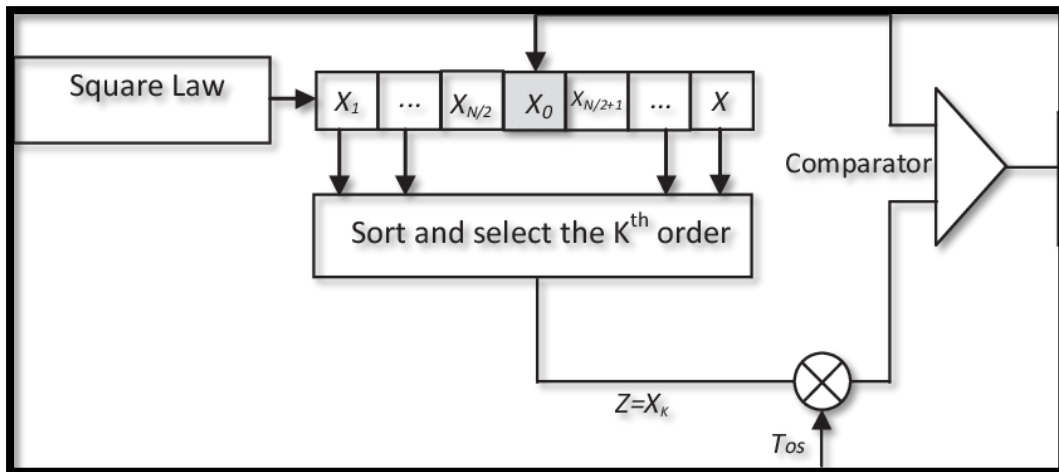 Square Law
X1 ... XN/2 X0 XN/2+1 ... X
Comparator
Sort and select the Kth order
Z=XK
Tos